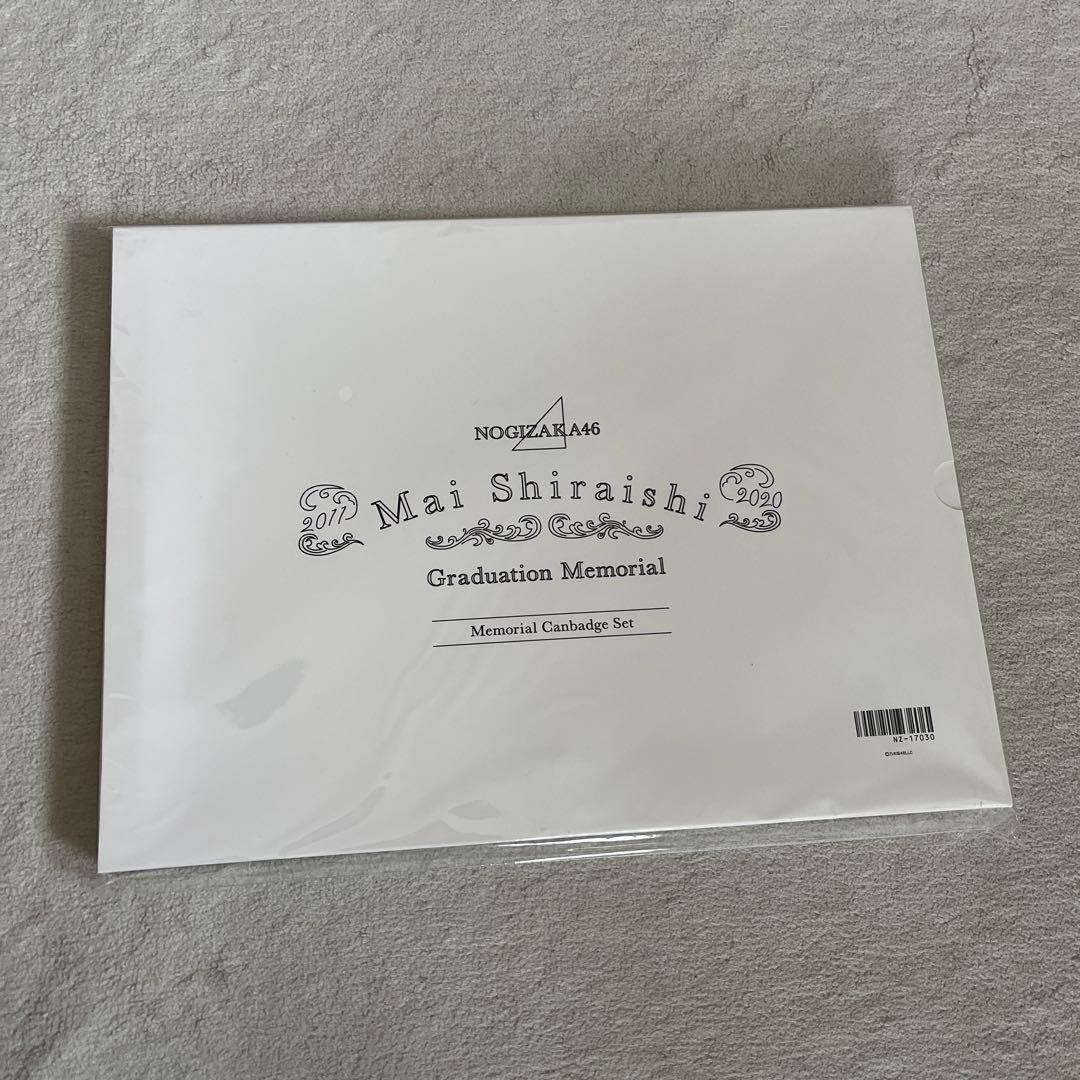 NOGIZAKA46
2011 Mai Shiraishi 2020
Graduation Memorial
Memorial Canbadge Set
NZ-17030